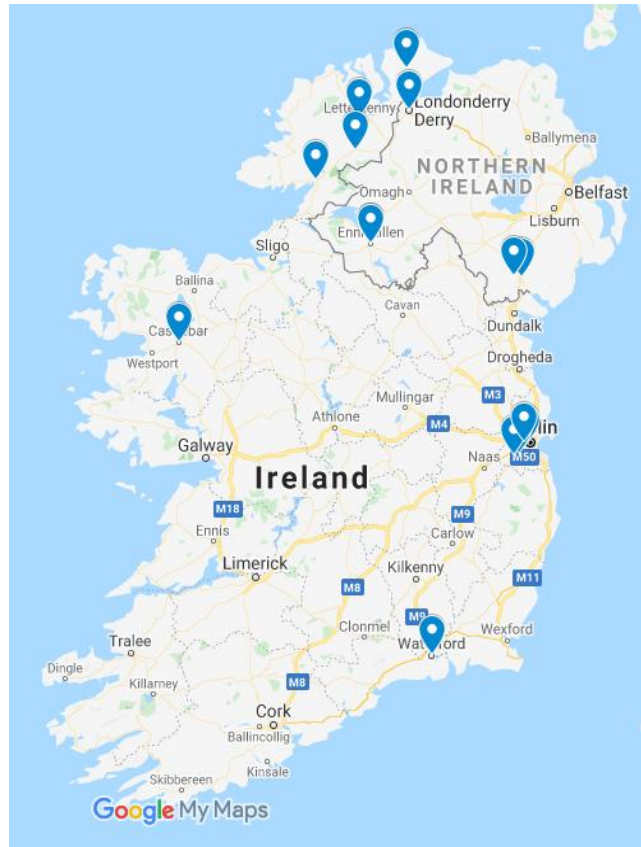 Letterkenny
Londonderry
Derry
Ballymena
NORTHERN
IRELAND
Omagh
Belfast
Lisburn
Enniskillen
Sligo
Ballina
Cavan
Dundalk
Castlebar
Westport
Drogheda
M3
Mullingar
Athlone
M4
lin
Galway
Naas
M50
Ireland
M18
M9
Ennis
Carlow
Limerick
Kilkenny
M11
M8
M9
Clonmel
Wexford
Waterford
Tralee
Dingle
Killarney
M8
Cork
Ballincollig
Kinsale
Skibbereen
Google My Maps